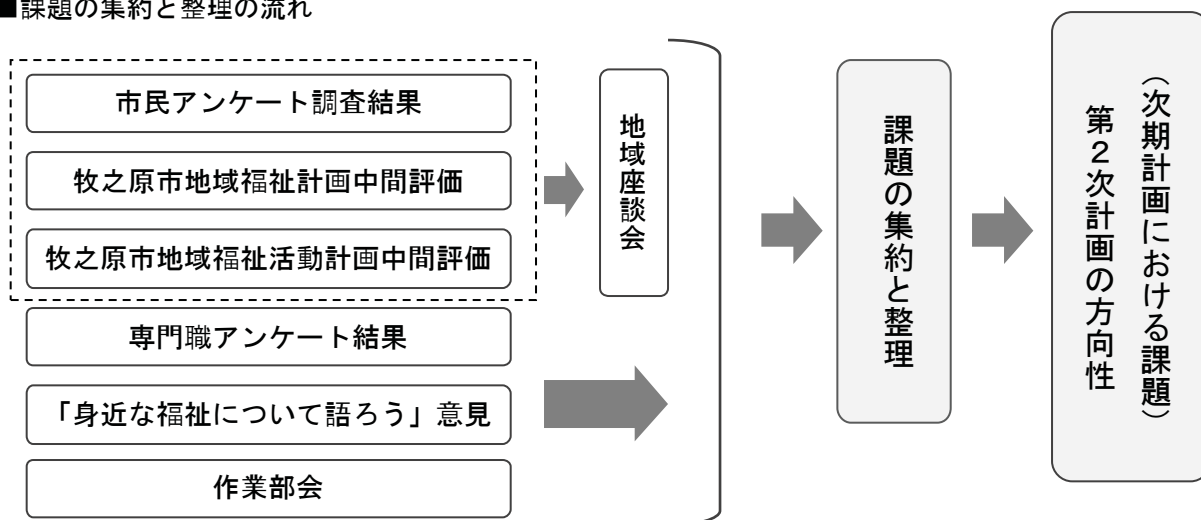 ■課題の集約と整理の流れ
市民アンケート調査結果
牧之原市地域福祉計画中間評価
牧之原市地域福祉活動計画中間評価
専門職アンケート結果
「身近な福祉について語ろう」意見
作業部会
地域座談会
課題の集約と整理
第２次計画の方向性
（次期計画における課題）